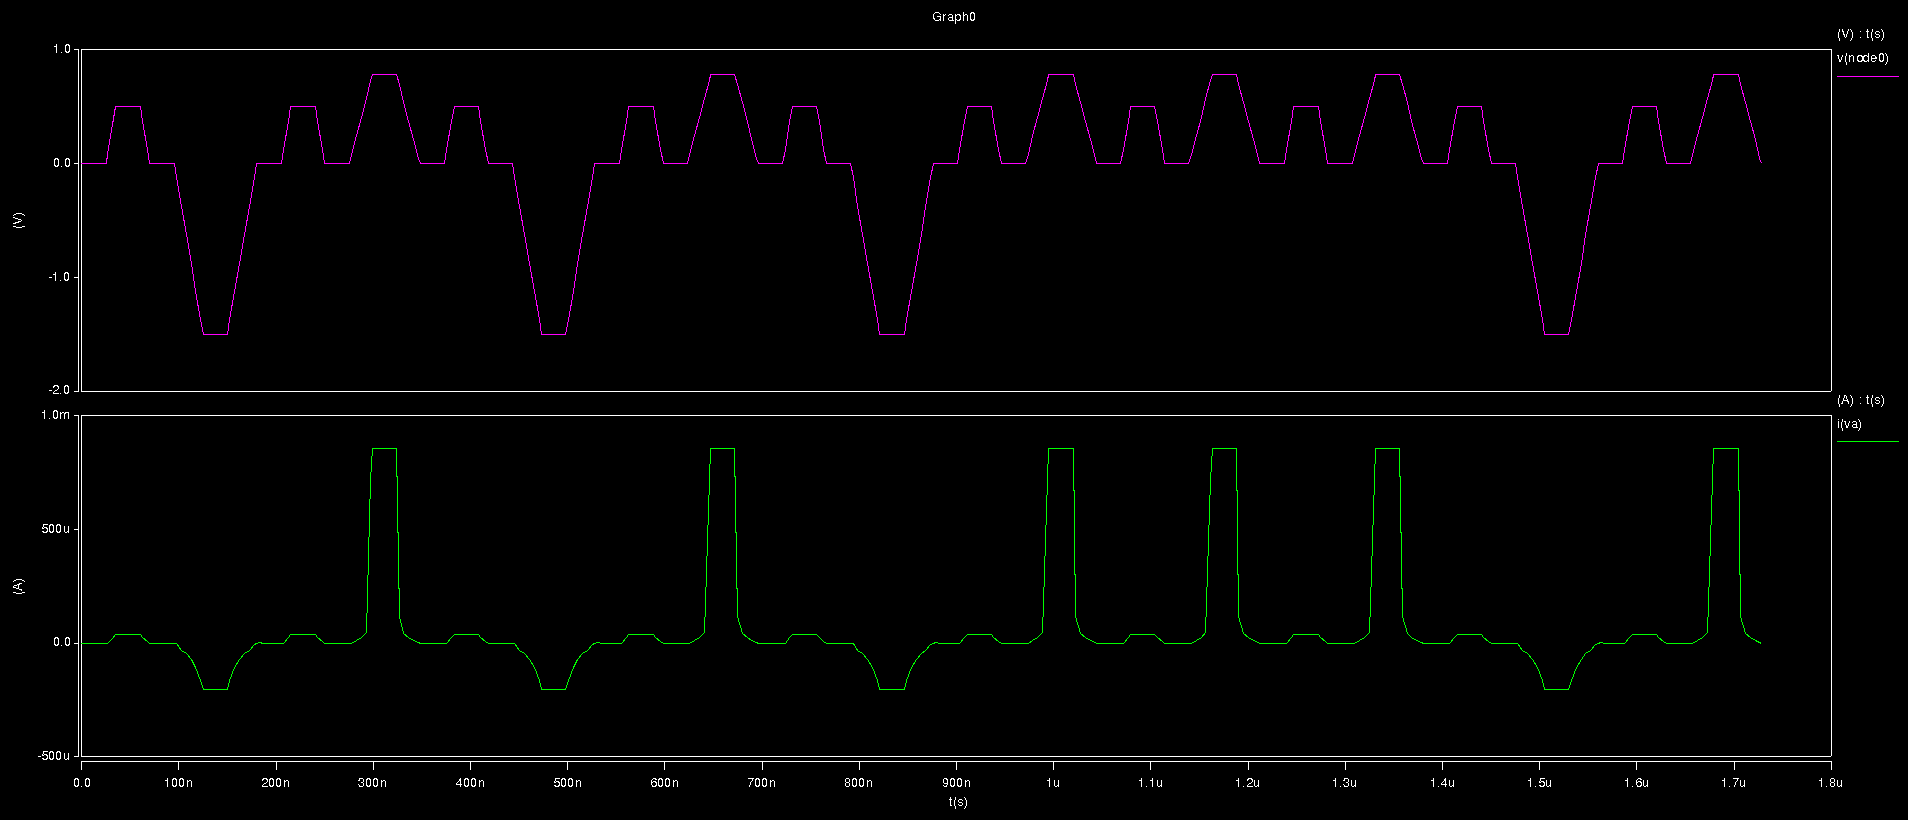 Graph0
(V) : t(s)
v(node0)
1.0
0.0
(V)
-1.0
-2.0
(A) : t(s)
i(va)
1.0m
500u
(A)
0.0
-500u
0.0 100n 200n 300n 400n 500n 600n 700n 800n 900n 1u 1.1u 1.2u 1.3u 1.4u 1.5u 1.6u 1.7u 1.8u
t(s)